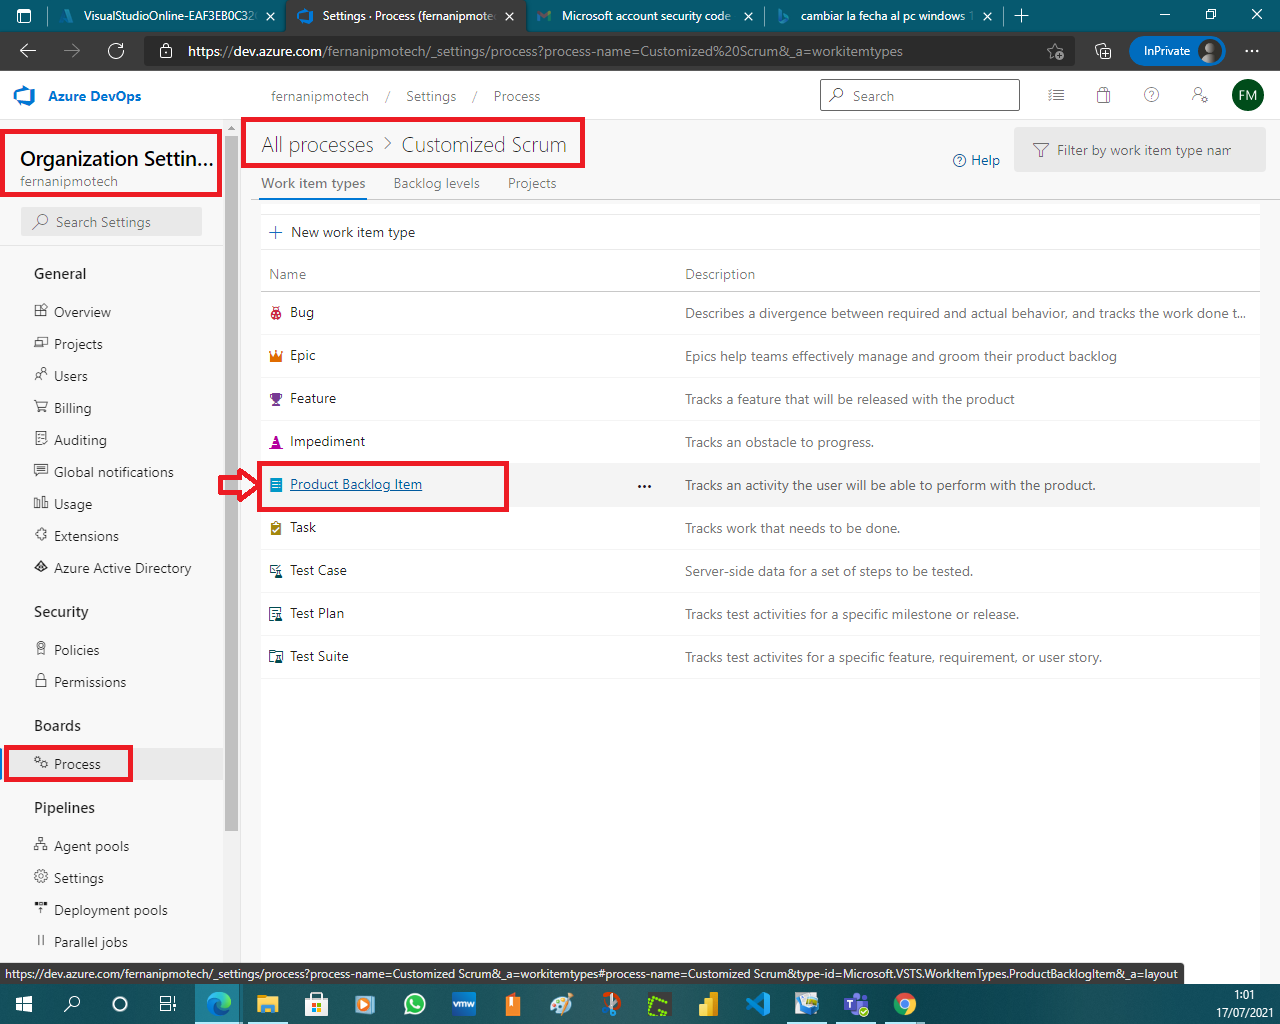 VisualStudioOnline-EAF3EB0C32
Settings · Process (fernanipmote
Microsoft account security code
cambiar la fecha al pc windows 1
https://dev.azure.com/fernanipmotech/_settings/process?process-name=Customized%20Scrum&_a=workitemtypes
InPrivate
Azure DevOps
fernanipmotech / Settings / Process
Search
FM
Organization Settin...
fernanipmotech
Search Settings
General
Overview
Projects
Users
Billing
Auditing
Global notifications
Usage
Extensions
Azure Active Directory
Security
Policies
Permissions
Boards
Process
Pipelines
Agent pools
Settings
Deployment pools
Parallel jobs
All processes > Customized Scrum
Help
Filter by work item type nam
Work item types Backlog levels Projects
+ New work item type
Name Description
Bug Describes a divergence between required and actual behavior, and tracks the work done t...
Epic Epics help teams effectively manage and groom their product backlog
Feature Tracks a feature that will be released with the product
Impediment Tracks an obstacle to progress.
Product Backlog Item ... Tracks an activity the user will be able to perform with the product.
Task Tracks work that needs to be done.
Test Case Server-side data for a set of steps to be tested.
Test Plan Tracks test activities for a specific milestone or release.
Test Suite Tracks test activites for a specific feature, requirement, or user story.
https://dev.azure.com/fernanipmotech/_settings/process?process-name=Customized Scrum&_a=workitemtypes#process-name=Customized Scrum&type-id=Microsoft.VSTS.WorkItemTypes.ProductBacklogItem&_a=layout
vmw
1:01
17/07/2021